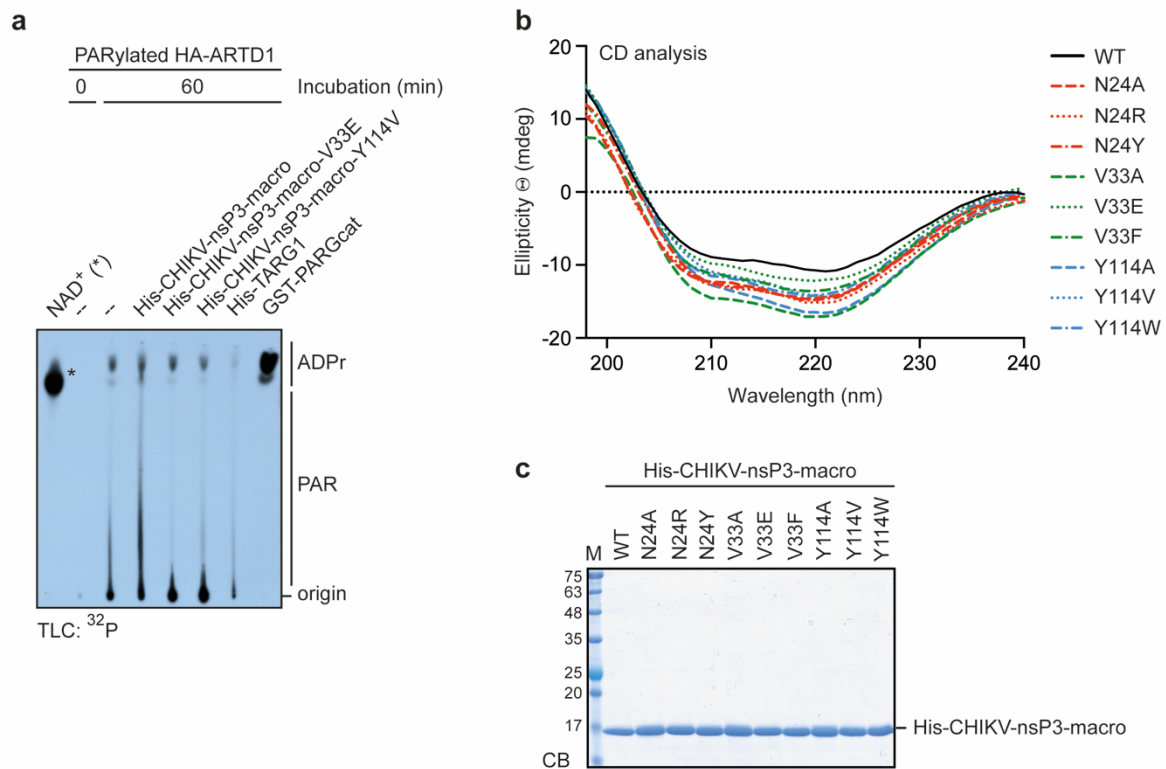 a
PARylated HA-ARTD1
0 60 Incubation (min)
NAD⁺ (*)
--
--
His-CHIKV-nsP3-macro
His-CHIKV-nsP3-macro-V33E
His-CHIKV-nsP3-macro-Y114V
His-TARG1
GST-PARGcat
*
ADPr
PAR
origin
TLC: ³²P
b
CD analysis
Ellipticity Θ (mdeg)
20
10
0
-10
-20
200 210 220 230 240
Wavelength (nm)
WT
N24A
N24R
N24Y
V33A
V33E
V33F
Y114A
Y114V
Y114W
c
His-CHIKV-nsP3-macro
M WT N24A N24R N24Y V33A V33E V33F Y114A Y114V Y114W
75
63
48
35
25
20
17
His-CHIKV-nsP3-macro
CB